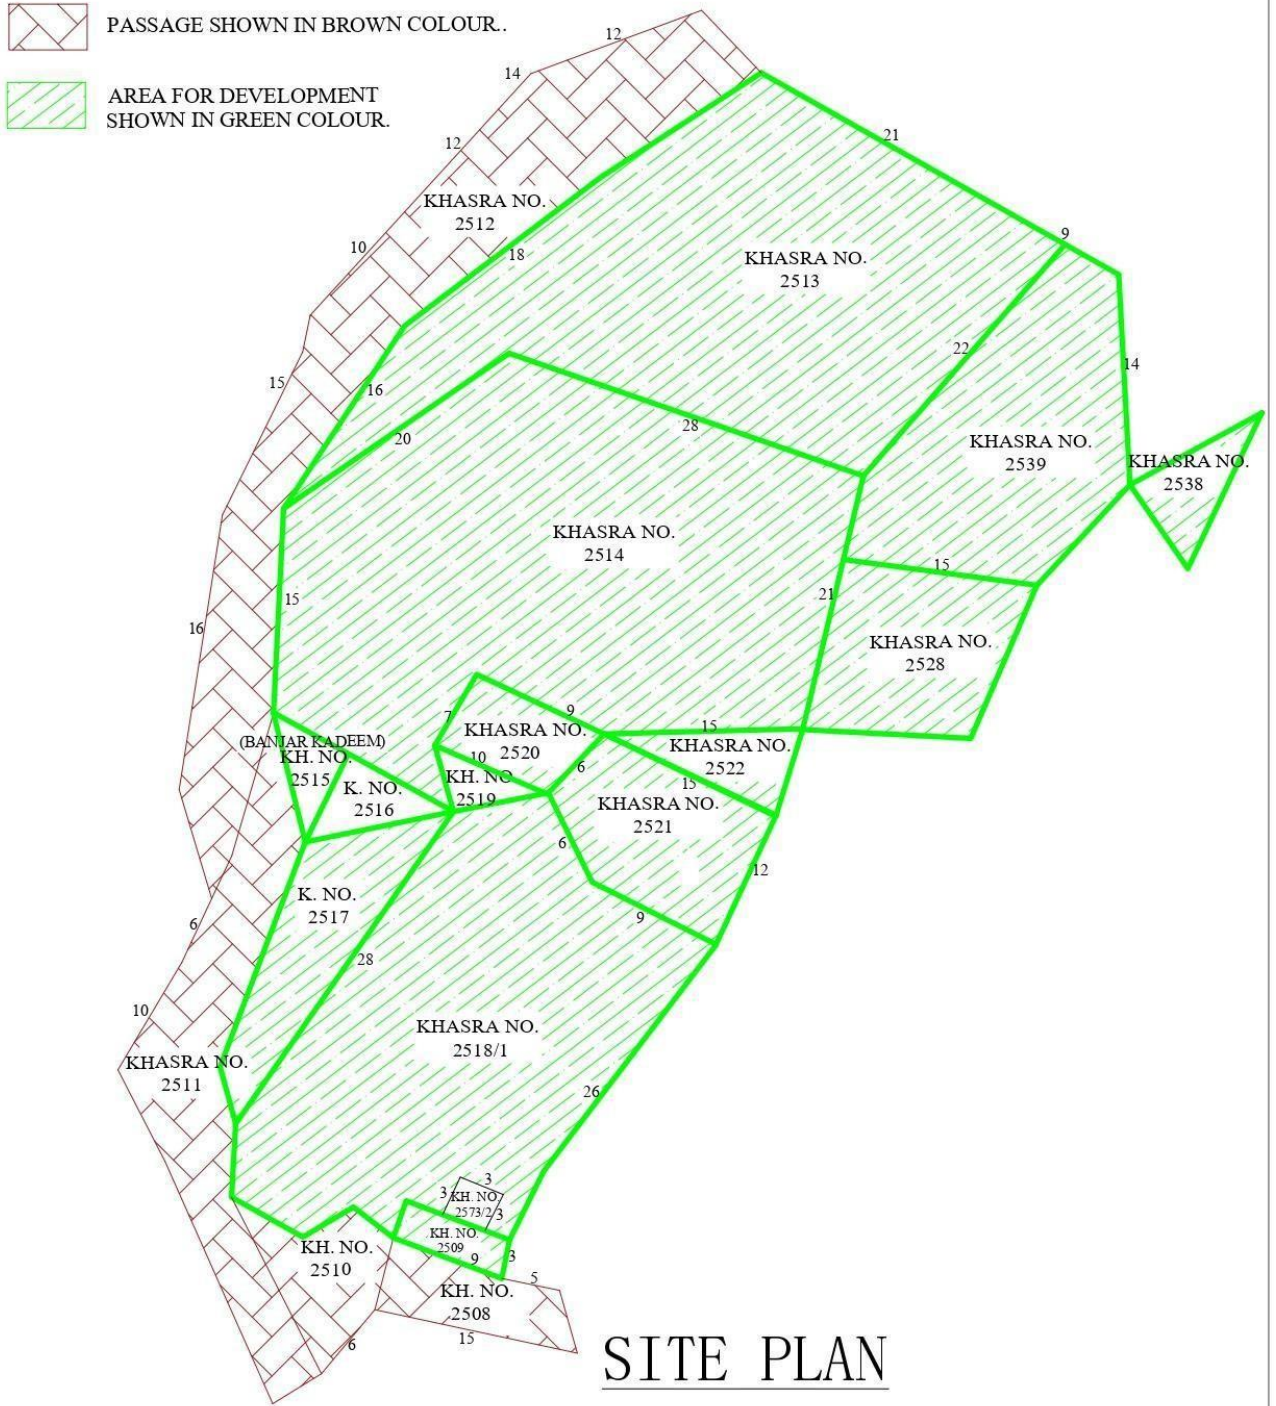 PASSAGE SHOWN IN BROWN COLOUR..
AREA FOR DEVELOPMENT
SHOWN IN GREEN COLOUR.
12
14
12
21
KHASRA NO.
2512
9
10
18
KHASRA NO.
2513
22
14
15
16
20
28
KHASRA NO.
2539
KHASRA NO.
2538
KHASRA NO.
2514
15
15
21
16
KHASRA NO.
2528
7
9
15
KHASRA NO.
2520
(BANJAR KADEEM)
KH. NO.
2515
10
6
KHASRA NO.
2522
KH. NO
2519
15
K. NO.
2516
KHASRA NO.
2521
6
12
K. NO.
2517
9
6
28
10
KHASRA NO.
2518/1
KHASRA NO.
2511
26
3
3
KH. NO.
2573/2
3
KH. NO.
2509
9
3
KH. NO.
2510
5
KH. NO.
2508
15
6
SITE PLAN